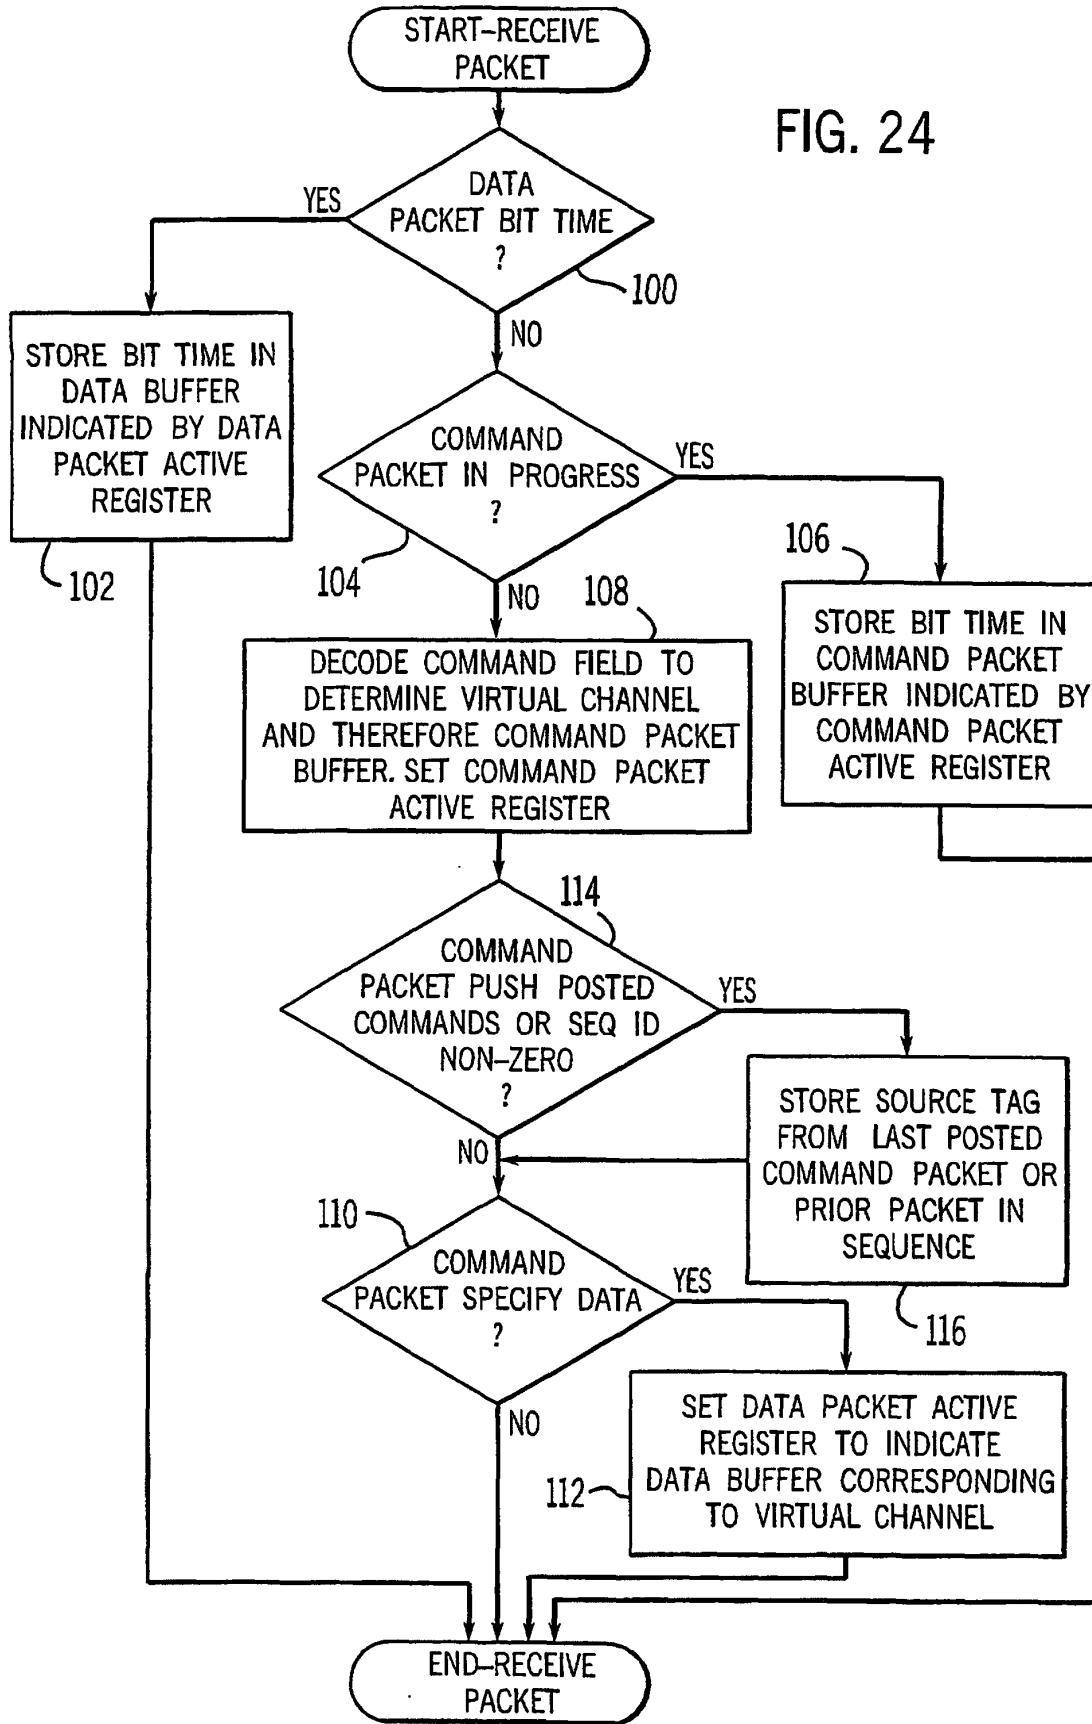 START–RECEIVE
PACKET
FIG. 24
DATA
PACKET BIT TIME
?
YES
100
NO
STORE BIT TIME IN
DATA BUFFER
INDICATED BY DATA
PACKET ACTIVE
REGISTER
102
COMMAND
PACKET IN PROGRESS
?
YES
104
NO
106
STORE BIT TIME IN
COMMAND PACKET
BUFFER INDICATED BY
COMMAND PACKET
ACTIVE REGISTER
108
DECODE COMMAND FIELD TO
DETERMINE VIRTUAL CHANNEL
AND THEREFORE COMMAND PACKET
BUFFER. SET COMMAND PACKET
ACTIVE REGISTER
114
COMMAND
PACKET PUSH POSTED
COMMANDS OR SEQ ID
NON–ZERO
?
YES
NO
STORE SOURCE TAG
FROM LAST POSTED
COMMAND PACKET OR
PRIOR PACKET IN
SEQUENCE
116
110
COMMAND
PACKET SPECIFY DATA
?
YES
NO
SET DATA PACKET ACTIVE
REGISTER TO INDICATE
DATA BUFFER CORRESPONDING
TO VIRTUAL CHANNEL
112
END–RECEIVE
PACKET